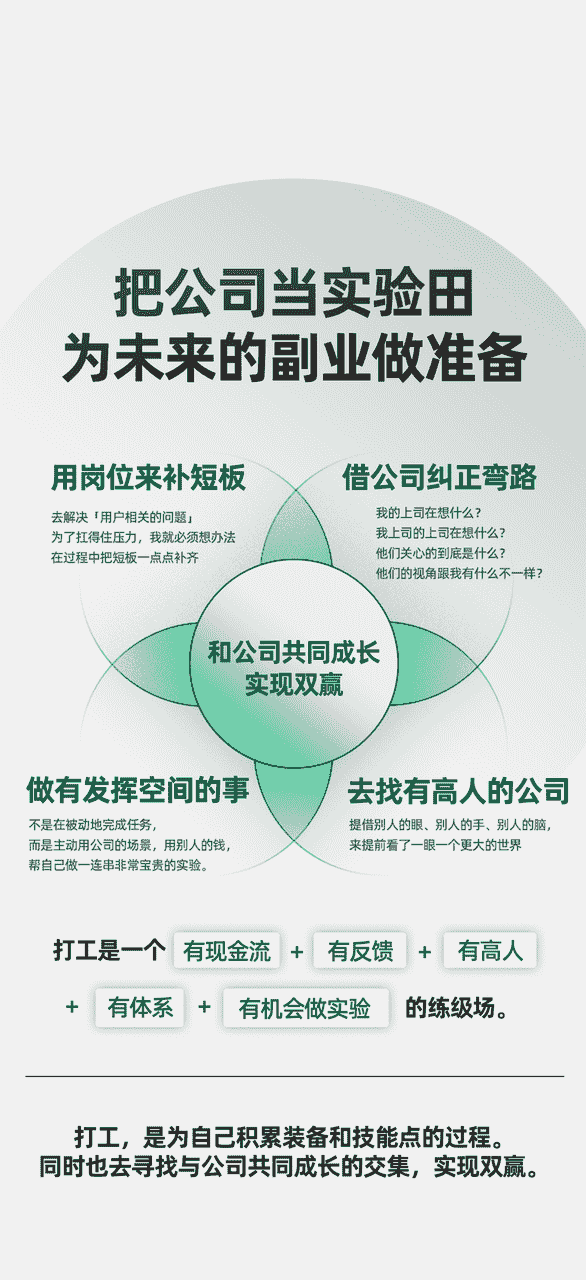 把公司当实验田
为未来的副业做准备
用岗位来补短板
去解决「用户相关的问题」
为了扛得住压力，我就必须想办法
在过程中把短板一点点补齐
借公司纠正弯路
我的上司在想什么？
我上司的上司在想什么？
他们关心的到底是什么？
他们的视角跟我有什么不一样？
和公司共同成长
实现双赢
做有发挥空间的事
不是在被动地完成任务，
而是主动用公司的场景，用别人的钱，
帮自己做一连串非常宝贵的实验。
去找有高人的公司
提借别人的眼、别人的手、别人的脑，
来提前看了一眼一个更大的世界
打工是一个 有现金流 + 有反馈 + 有高人
+ 有体系 + 有机会做实验 的练级场。
打工，是为自己积累装备和技能点的过程。
同时也去寻找与公司共同成长的交集，实现双赢。